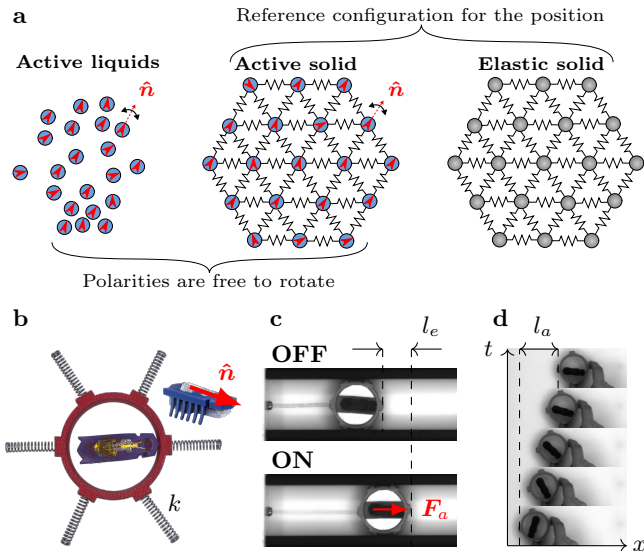 a
Reference configuration for the position
Active liquids
Active solid
Elastic solid
n̂
n̂
Polarities are free to rotate
b
n̂
k
c
l_e
OFF
ON
F_a
d
l_a
t
x